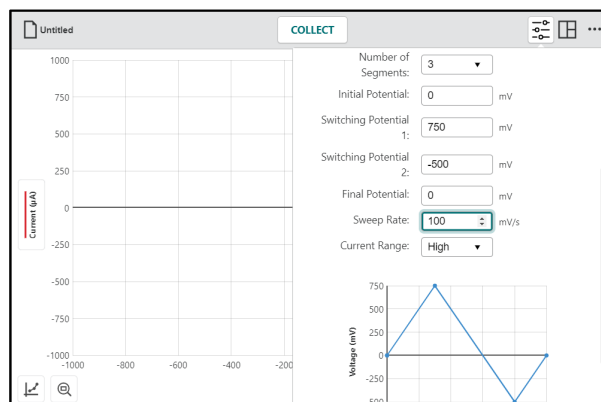 Untitled
COLLECT
1000
750
500
250
0
-250
-500
-750
-1000
Current (µA)
-1000
-800
-600
-400
-200
Number of
Segments:
3
Initial Potential:
0
mV
Switching Potential
1:
750
mV
Switching Potential
2:
-500
mV
Final Potential:
0
mV
Sweep Rate:
100
mV/s
Current Range:
High
750
500
250
0
-250
-500
Voltage (mV)